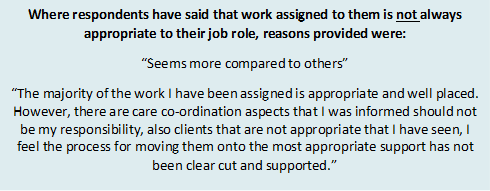 Where respondents have said that work assigned to them is not always
appropriate to their job role, reasons provided were:
“Seems more compared to others”
“The majority of the work I have been assigned is appropriate and well placed.
However, there are care co-ordination aspects that I was informed should not
be my responsibility, also clients that are not appropriate that I have seen, I
feel the process for moving them onto the most appropriate support has not
been clear cut and supported.”